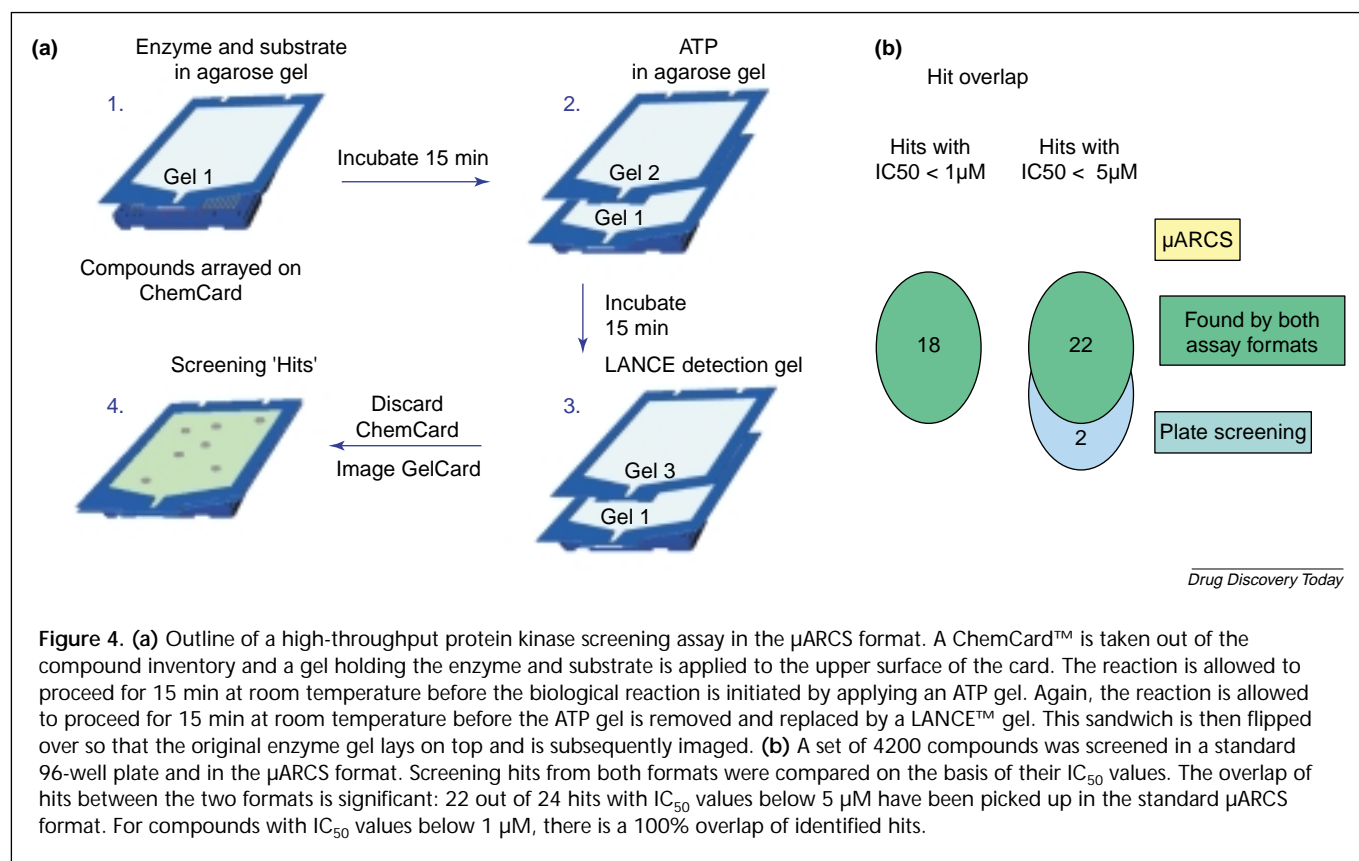 (a)
Enzyme and substrate
in agarose gel
1.
Gel 1
Compounds arrayed on
ChemCard
Incubate 15 min
ATP
in agarose gel
2.
Gel 2
Gel 1
Incubate
15 min
LANCE detection gel
3.
Gel 3
Gel 1
Discard
ChemCard
Image GelCard
Screening 'Hits'
4.
(b)
Hit overlap
Hits with
IC50 < 1µM
Hits with
IC50 < 5µM
µARCS
18
22
Found by both
assay formats
2
Plate screening
Drug Discovery Today
Figure 4. (a) Outline of a high-throughput protein kinase screening assay in the µARCS format. A ChemCard™ is taken out of the
compound inventory and a gel holding the enzyme and substrate is applied to the upper surface of the card. The reaction is allowed to
proceed for 15 min at room temperature before the biological reaction is initiated by applying an ATP gel. Again, the reaction is allowed
to proceed for 15 min at room temperature before the ATP gel is removed and replaced by a LANCE™ gel. This sandwich is then flipped
over so that the original enzyme gel lays on top and is subsequently imaged. (b) A set of 4200 compounds was screened in a standard
96-well plate and in the µARCS format. Screening hits from both formats were compared on the basis of their IC₅₀ values. The overlap of
hits between the two formats is significant: 22 out of 24 hits with IC₅₀ values below 5 µM have been picked up in the standard µARCS
format. For compounds with IC₅₀ values below 1 µM, there is a 100% overlap of identified hits.